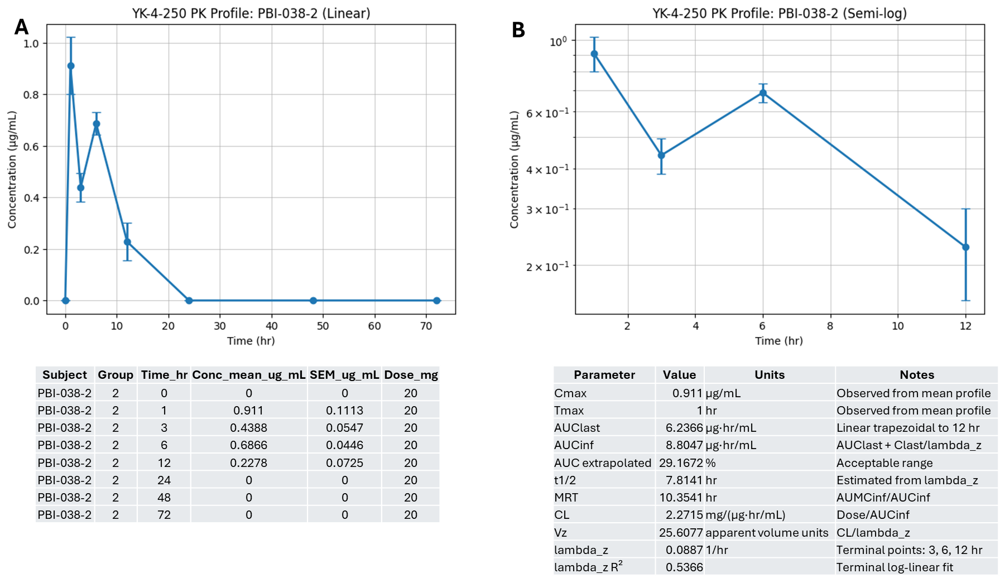 A
YK-4-250 PK Profile: PBI-038-2 (Linear)
1.0
0.8
0.6
0.4
0.2
0.0
Concentration (µg/mL)
0 10 20 30 40 50 60 70
Time (hr)
B
YK-4-250 PK Profile: PBI-038-2 (Semi-log)
10⁰
6 × 10⁻¹
4 × 10⁻¹
3 × 10⁻¹
2 × 10⁻¹
Concentration (µg/mL)
2 4 6 8 10 12
Time (hr)
Subject Group Time_hr Conc_mean_ug_mL SEM_ug_mL Dose_mg
PBI-038-2 2 0 0 0 20
PBI-038-2 2 1 0.911 0.1113 20
PBI-038-2 2 3 0.4388 0.0547 20
PBI-038-2 2 6 0.6866 0.0446 20
PBI-038-2 2 12 0.2278 0.0725 20
PBI-038-2 2 24 0 0 20
PBI-038-2 2 48 0 0 20
PBI-038-2 2 72 0 0 20
Parameter Value Units Notes
Cmax 0.911 µg/mL Observed from mean profile
Tmax 1 hr Observed from mean profile
AUClast 6.2366 µg·hr/mL Linear trapezoidal to 12 hr
AUCinf 8.8047 µg·hr/mL AUClast + Clast/lambda_z
AUC extrapolated 29.1672 % Acceptable range
t1/2 7.8141 hr Estimated from lambda_z
MRT 10.3541 hr AUMCinf/AUCinf
CL 2.2715 mg/(µg·hr/mL) Dose/AUCinf
Vz 25.6077 apparent volume units CL/lambda_z
lambda_z 0.0887 1/hr Terminal points: 3, 6, 12 hr
lambda_z R² 0.5366 Terminal log-linear fit